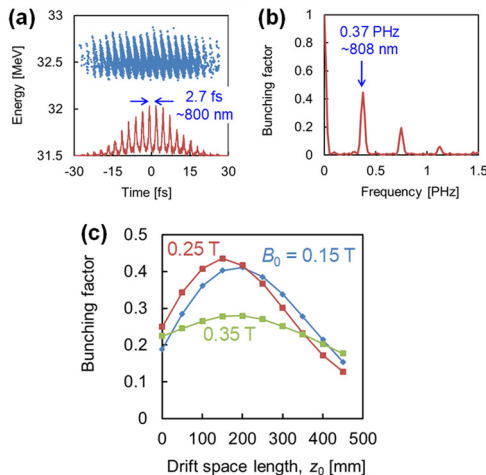 (a)
33
32.5
32
31.5
Energy [MeV]
2.7 fs
~800 nm
-30
-15
0
15
30
Time [fs]
(b)
1
0.8
0.6
0.4
0.2
0
Bunching factor
0.37 PHz
~808 nm
0
0.5
1
1.5
Frequency [PHz]
(c)
0.5
0.4
0.3
0.2
0.1
0
Bunching factor
0.25 T
B₀ = 0.15 T
0.35 T
0
100
200
300
400
500
Drift space length, z₀ [mm]